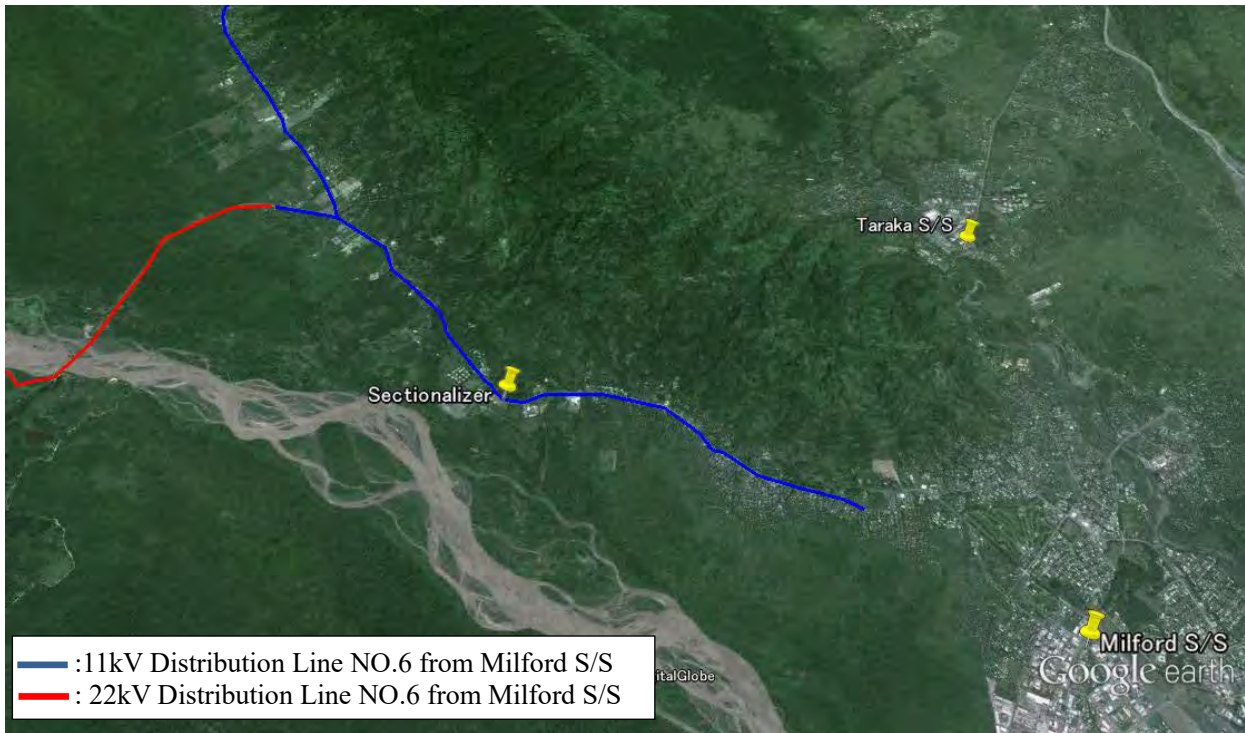 Taraka S/S
Sectionalizer
Milford S/S
Google earth
italGlobe
:11kV Distribution Line NO.6 from Milford S/S
: 22kV Distribution Line NO.6 from Milford S/S